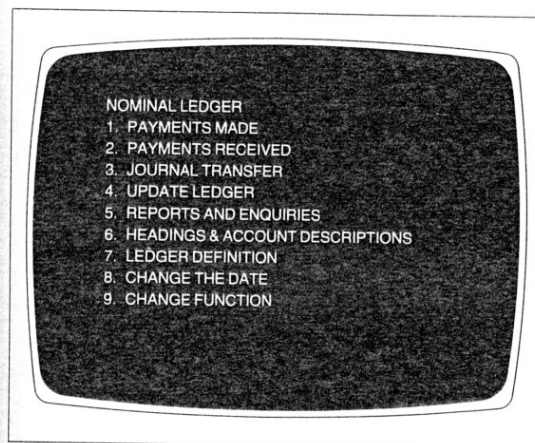 NOMINAL LEDGER
1. PAYMENTS MADE
2. PAYMENTS RECEIVED
3. JOURNAL TRANSFER
4. UPDATE LEDGER
5. REPORTS AND ENQUIRIES
6. HEADINGS & ACCOUNT DESCRIPTIONS
7. LEDGER DEFINITION
8. CHANGE THE DATE
9. CHANGE FUNCTION